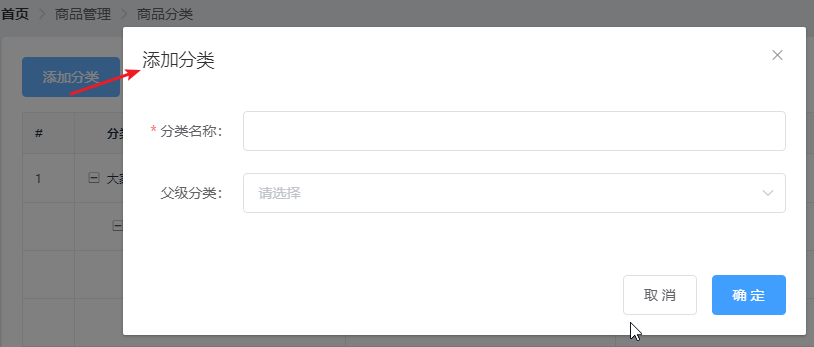 首页 商品管理 商品分类
添加分类
添加分类
* 分类名称：
父级分类： 请选择
# 分类
1 大
取消 确定